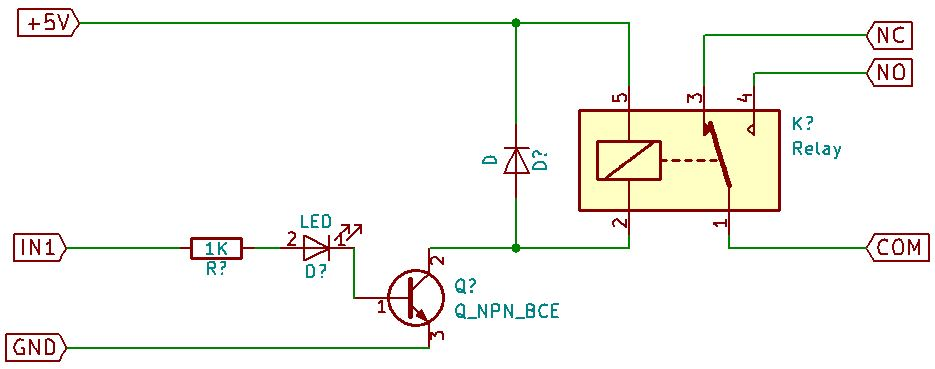 +5V
NC
NO
5
3
4
K?
Relay
D
D?
2
1
LED
IN1
1K
R?
2
1
D?
COM
2
1
Q?
Q_NPN_BCE
3
GND